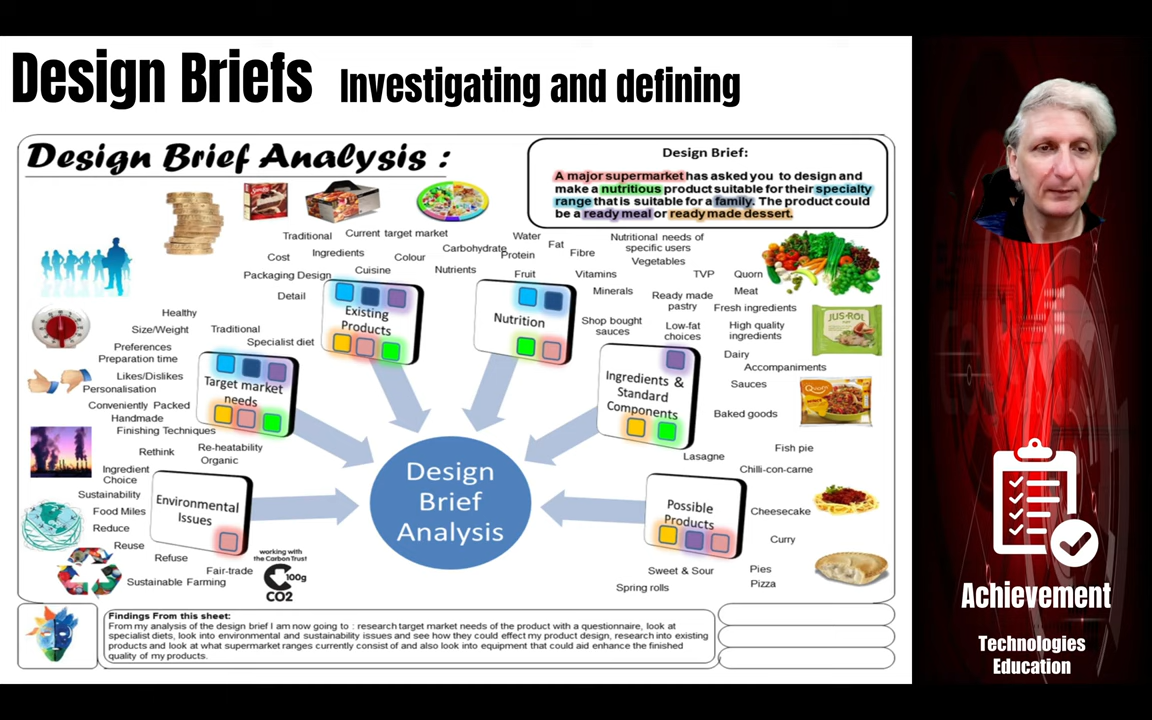 Design Briefs Investigating and defining
Design Brief Analysis :
Design Brief:
A major supermarket has asked you to design and
make a nutritious product suitable for their specialty
range that is suitable for a family. The product could
be a ready meal or ready made dessert.
Traditional
Current target market
Cost
Ingredients
Colour
Packaging Design
Cuisine
Detail
Existing
Products
Carbohydrate
Water
Protein
Fat
Fibre
Nutrients
Fruit
Vitamins
Minerals
Nutritional needs of
specific users
Vegetables
Nutrition
TVP
Quorn
Meat
Ready made
pastry
Fresh ingredients
Shop bought
sauces
Low-fat
choices
High quality
ingredients
Dairy
Accompaniments
Sauces
Baked goods
JUS-ROL
Ingredients &
Standard
Components
Healthy
Size/Weight
Traditional
Specialist diet
Preferences
Preparation time
Likes/Dislikes
Personalisation
Conveniently Packed
Handmade
Finishing Techniques
Target market
needs
Rethink
Re-heatability
Organic
Ingredient
Choice
Sustainability
Food Miles
Reduce
Reuse
Refuse
Fair-trade
Sustainable Farming
Environmental
Issues
working with
the Carbon Trust
100g
CO2
Design
Brief
Analysis
Lasagne
Fish pie
Chilli-con-carne
Cheesecake
Curry
Sweet & Sour
Pies
Pizza
Spring rolls
Possible
Products
Findings From this sheet:
From my analysis of the design brief I am now going to : research target market needs of the product with a questionnaire, look at
specialist diets, look into environmental and sustainability issues and see how they could effect my product design, research into existing
products and look at what supermarket ranges currently consist of and also look into equipment that could aid enhance the finished
quality of my products.
Achievement
Technologies
Education